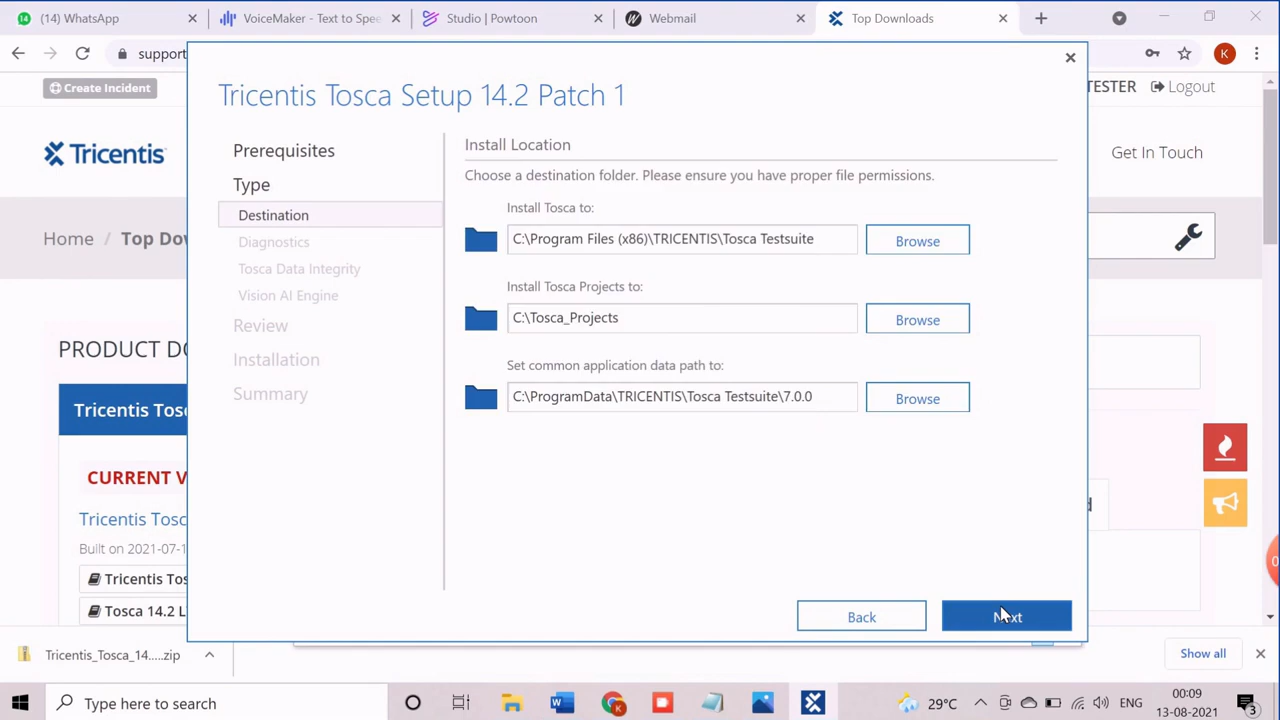 (14) WhatsApp
VoiceMaker - Text to Spee
Studio | Powtoon
Webmail
Top Downloads
support
K
Create Incident
TESTER
Logout
Tricentis
Get In Touch
Home / Top Dow
PRODUCT DO
Tricentis Tosc
CURRENT V
Tricentis Tosc
Built on 2021-07-1
Tricentis Tos
Tosca 14.2 L
Tricentis Tosca Setup 14.2 Patch 1
Prerequisites
Type
Destination
Diagnostics
Tosca Data Integrity
Vision AI Engine
Review
Installation
Summary
Install Location
Choose a destination folder. Please ensure you have proper file permissions.
Install Tosca to:
C:\Program Files (x86)\TRICENTIS\Tosca Testsuite
Browse
Install Tosca Projects to:
C:\Tosca_Projects
Browse
Set common application data path to:
C:\ProgramData\TRICENTIS\Tosca Testsuite\7.0.0
Browse
Back
Next
Tricentis_Tosca_14.....zip
Show all
Type here to search
29°C
ENG
00:09
13-08-2021
3